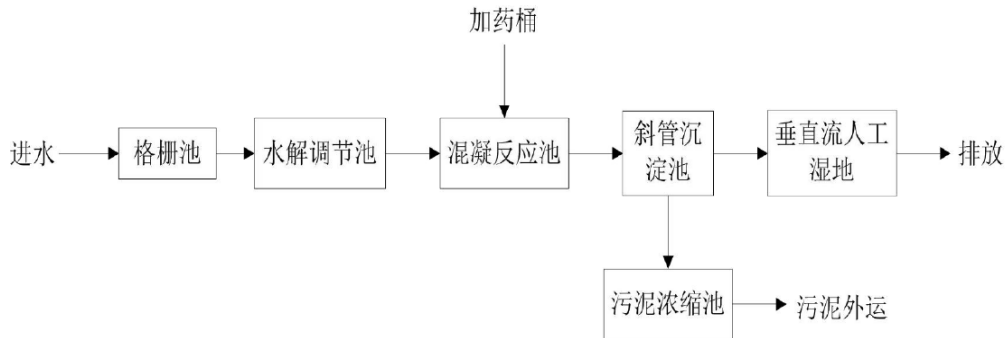 加药桶
进水
格栅池
水解调节池
混凝反应池
斜管沉
淀池
垂直流人工
湿地
排放
污泥浓缩池
污泥外运